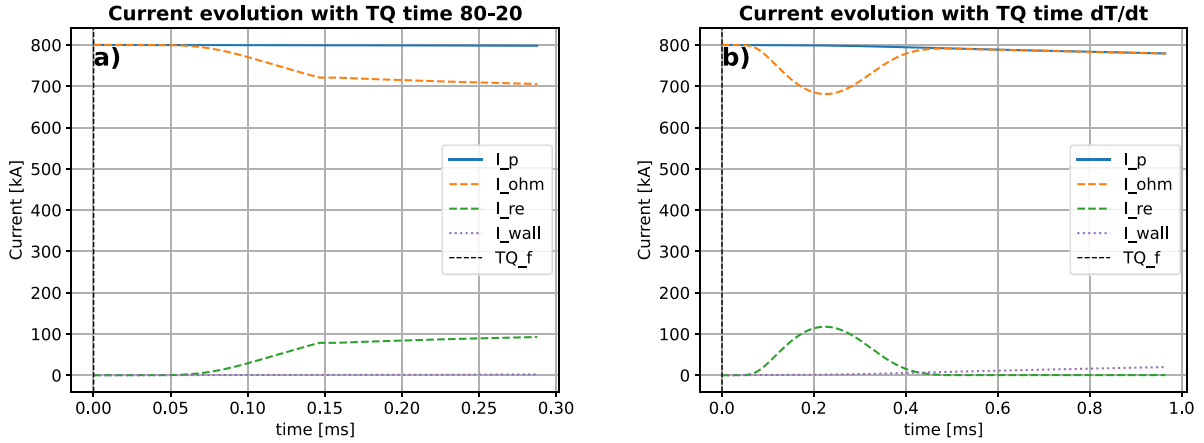 Current evolution with TQ time 80-20
a)
800
700
600
500
400
300
200
100
0
Current [kA]
I_p
I_ohm
I_re
I_wall
TQ_f
0.00 0.05 0.10 0.15 0.20 0.25 0.30
time [ms]
Current evolution with TQ time dT/dt
b)
800
700
600
500
400
300
200
100
0
Current [kA]
I_p
I_ohm
I_re
I_wall
TQ_f
0.0 0.2 0.4 0.6 0.8 1.0
time [ms]